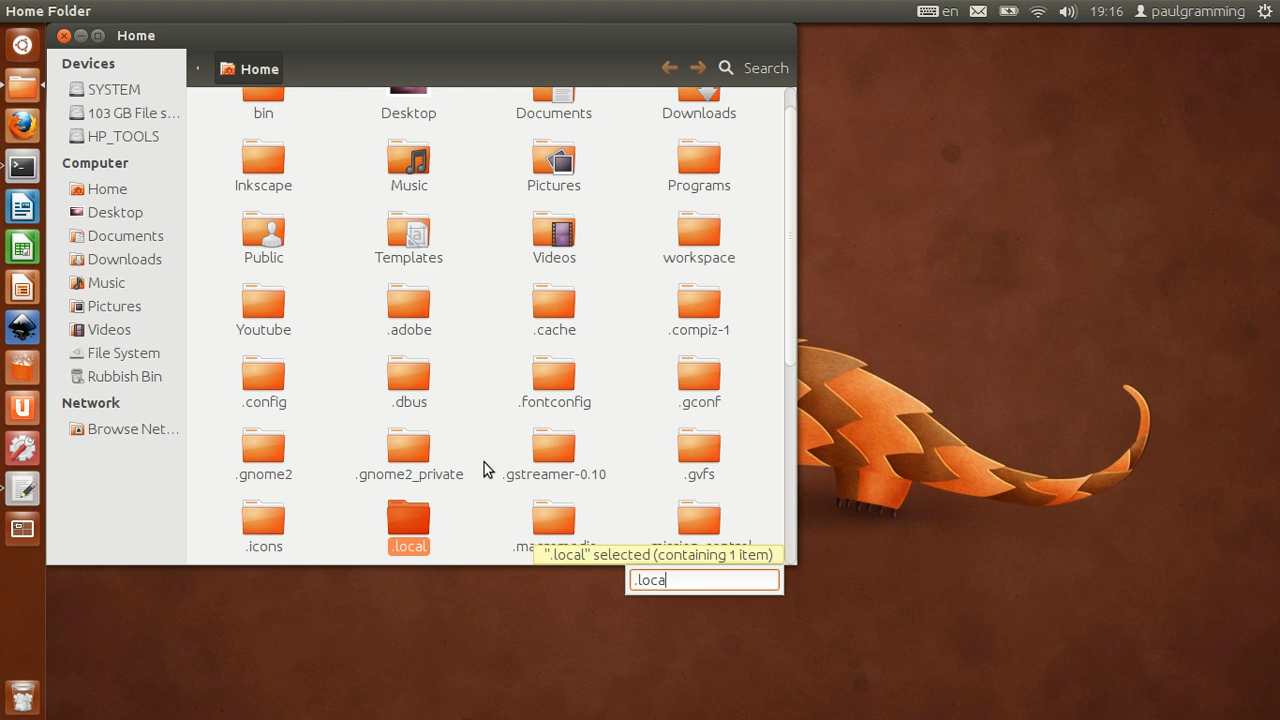 Home Folder
en
19:16
paulgramming
Home
Devices
SYSTEM
103 GB File s...
HP_TOOLS
Computer
Home
Desktop
Documents
Downloads
Music
Pictures
Videos
File System
Rubbish Bin
Network
Browse Net...
Home
Search
bin
Desktop
Documents
Downloads
Inkscape
Music
Pictures
Programs
Public
Templates
Videos
workspace
Youtube
.adobe
.cache
.compiz-1
.config
.dbus
.fontconfig
.gconf
.gnome2
.gnome2_private
.gstreamer-0.10
.gvfs
.icons
.local
".local" selected (containing 1 item)
.loca